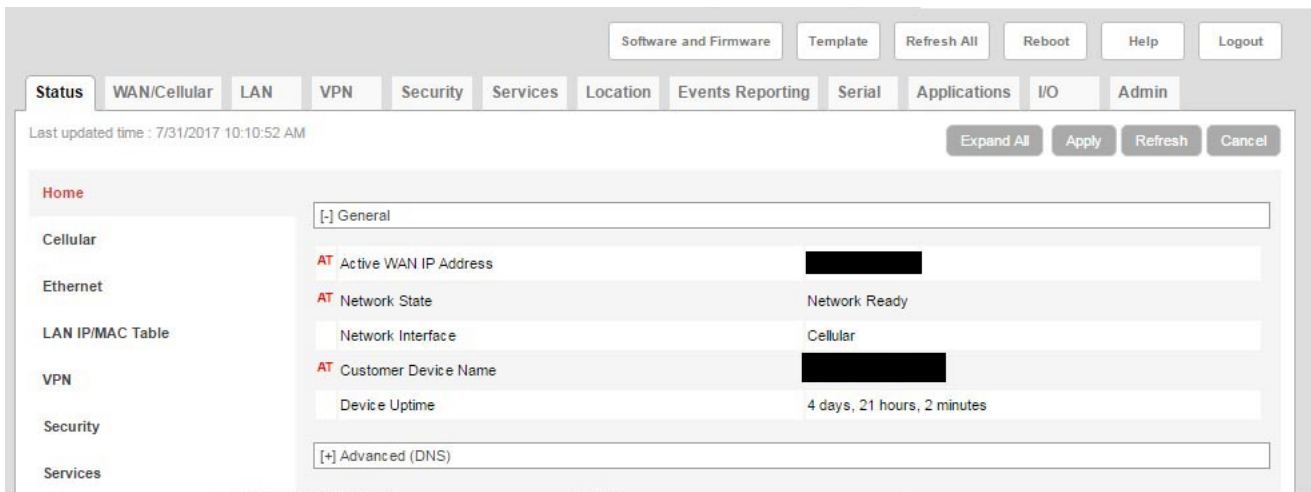 Software and Firmware Template Refresh All Reboot Help Logout
Status WAN/Cellular LAN VPN Security Services Location Events Reporting Serial Applications I/O Admin
Last updated time : 7/31/2017 10:10:52 AM
Expand All Apply Refresh Cancel
Home
Cellular
Ethernet
LAN IP/MAC Table
VPN
Security
Services
[-] General
AT Active WAN IP Address
AT Network State Network Ready
Network Interface Cellular
AT Customer Device Name
Device Uptime 4 days, 21 hours, 2 minutes
[+] Advanced (DNS)